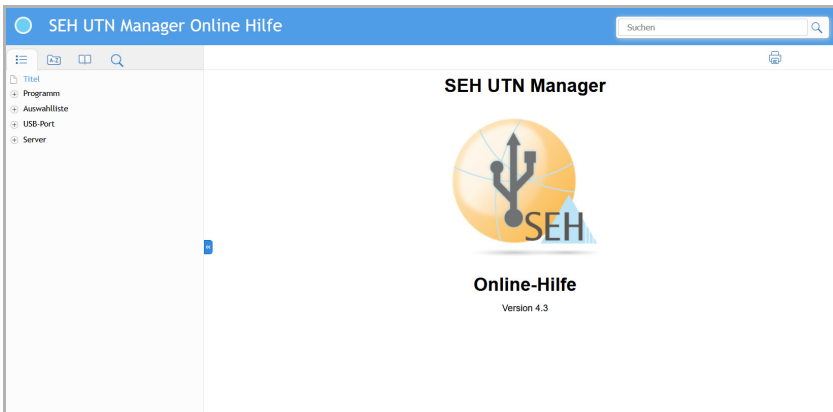 SEH UTN Manager Online Hilfe
Suchen
A-Z
Titel
Programm
Auswahlliste
USB-Port
Server
SEH UTN Manager
SEH
Online-Hilfe
Version 4.3